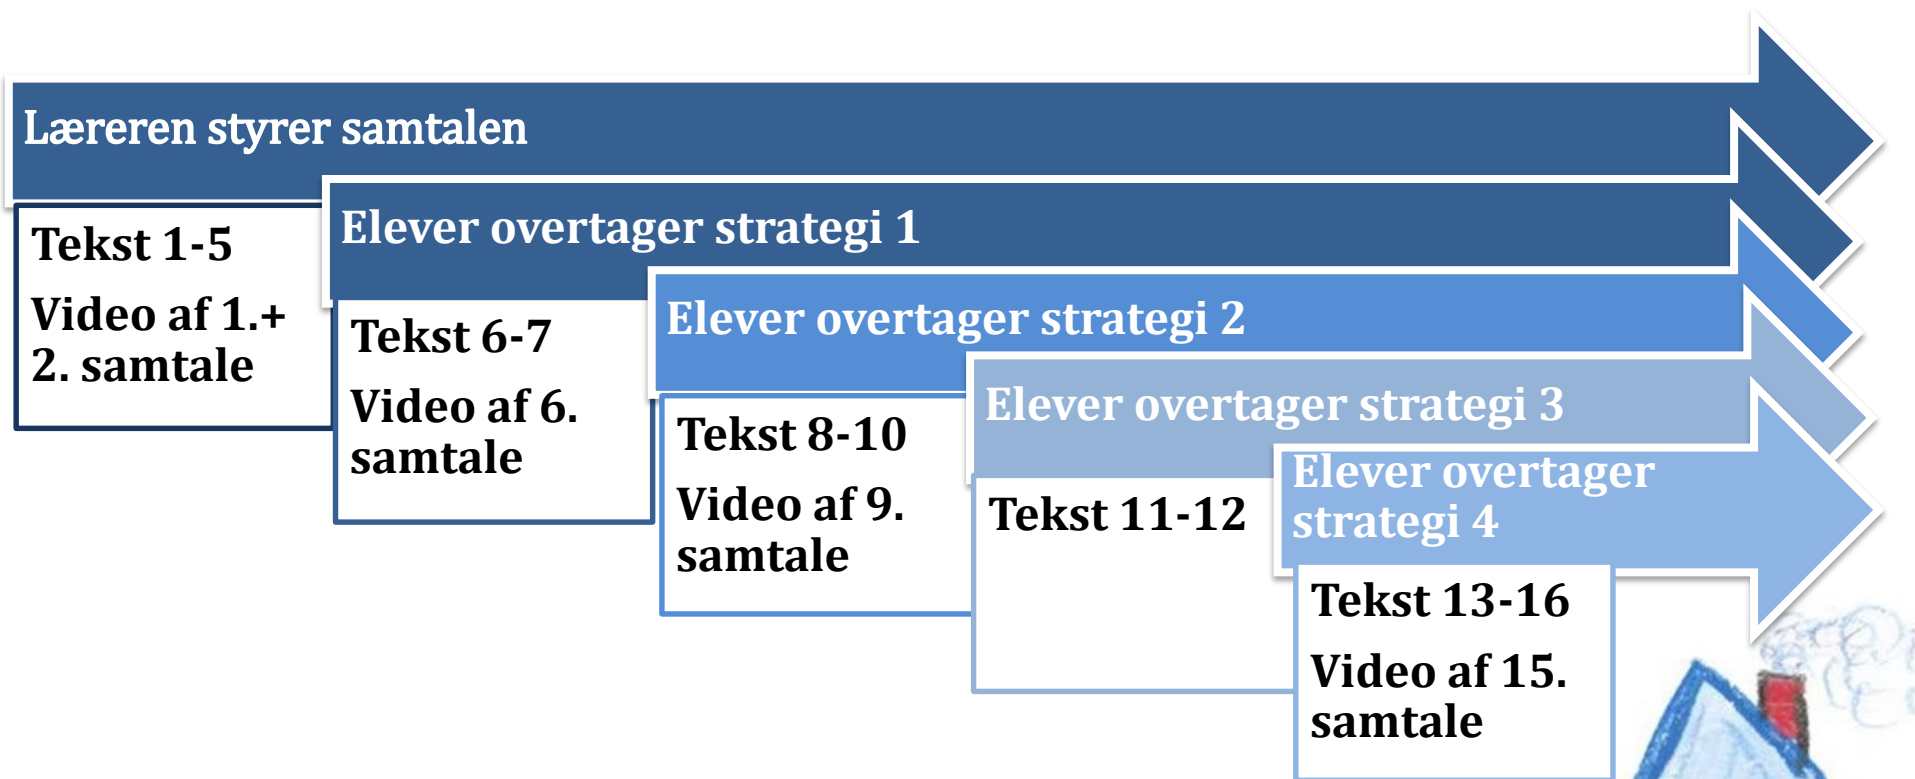 Læreren styrer samtalen
Tekst 1-5
Video af 1.+
2. samtale
Elever overtager strategi 1
Tekst 6-7
Video af 6.
samtale
Elever overtager strategi 2
Tekst 8-10
Video af 9.
samtale
Elever overtager strategi 3
Tekst 11-12
Elever overtager
strategi 4
Tekst 13-16
Video af 15.
samtale